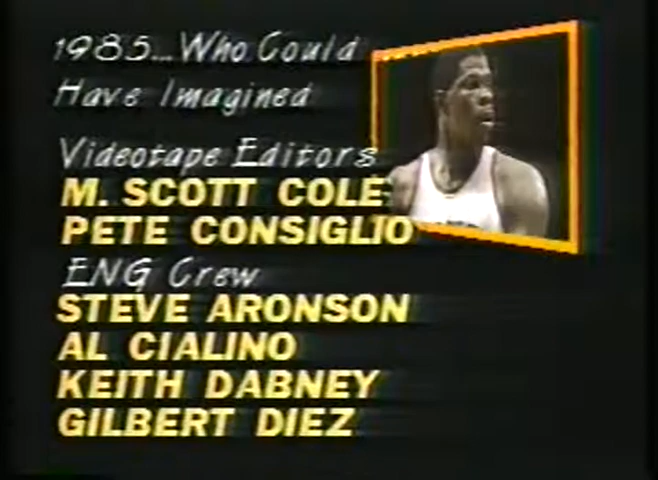 1985...Who Could
Have Imagined
Videotape Editors
M. SCOTT COLE
PETE CONSIGLIO
ENG Crew
STEVE ARONSON
AL CIALINO
KEITH DABNEY
GILBERT DIEZ